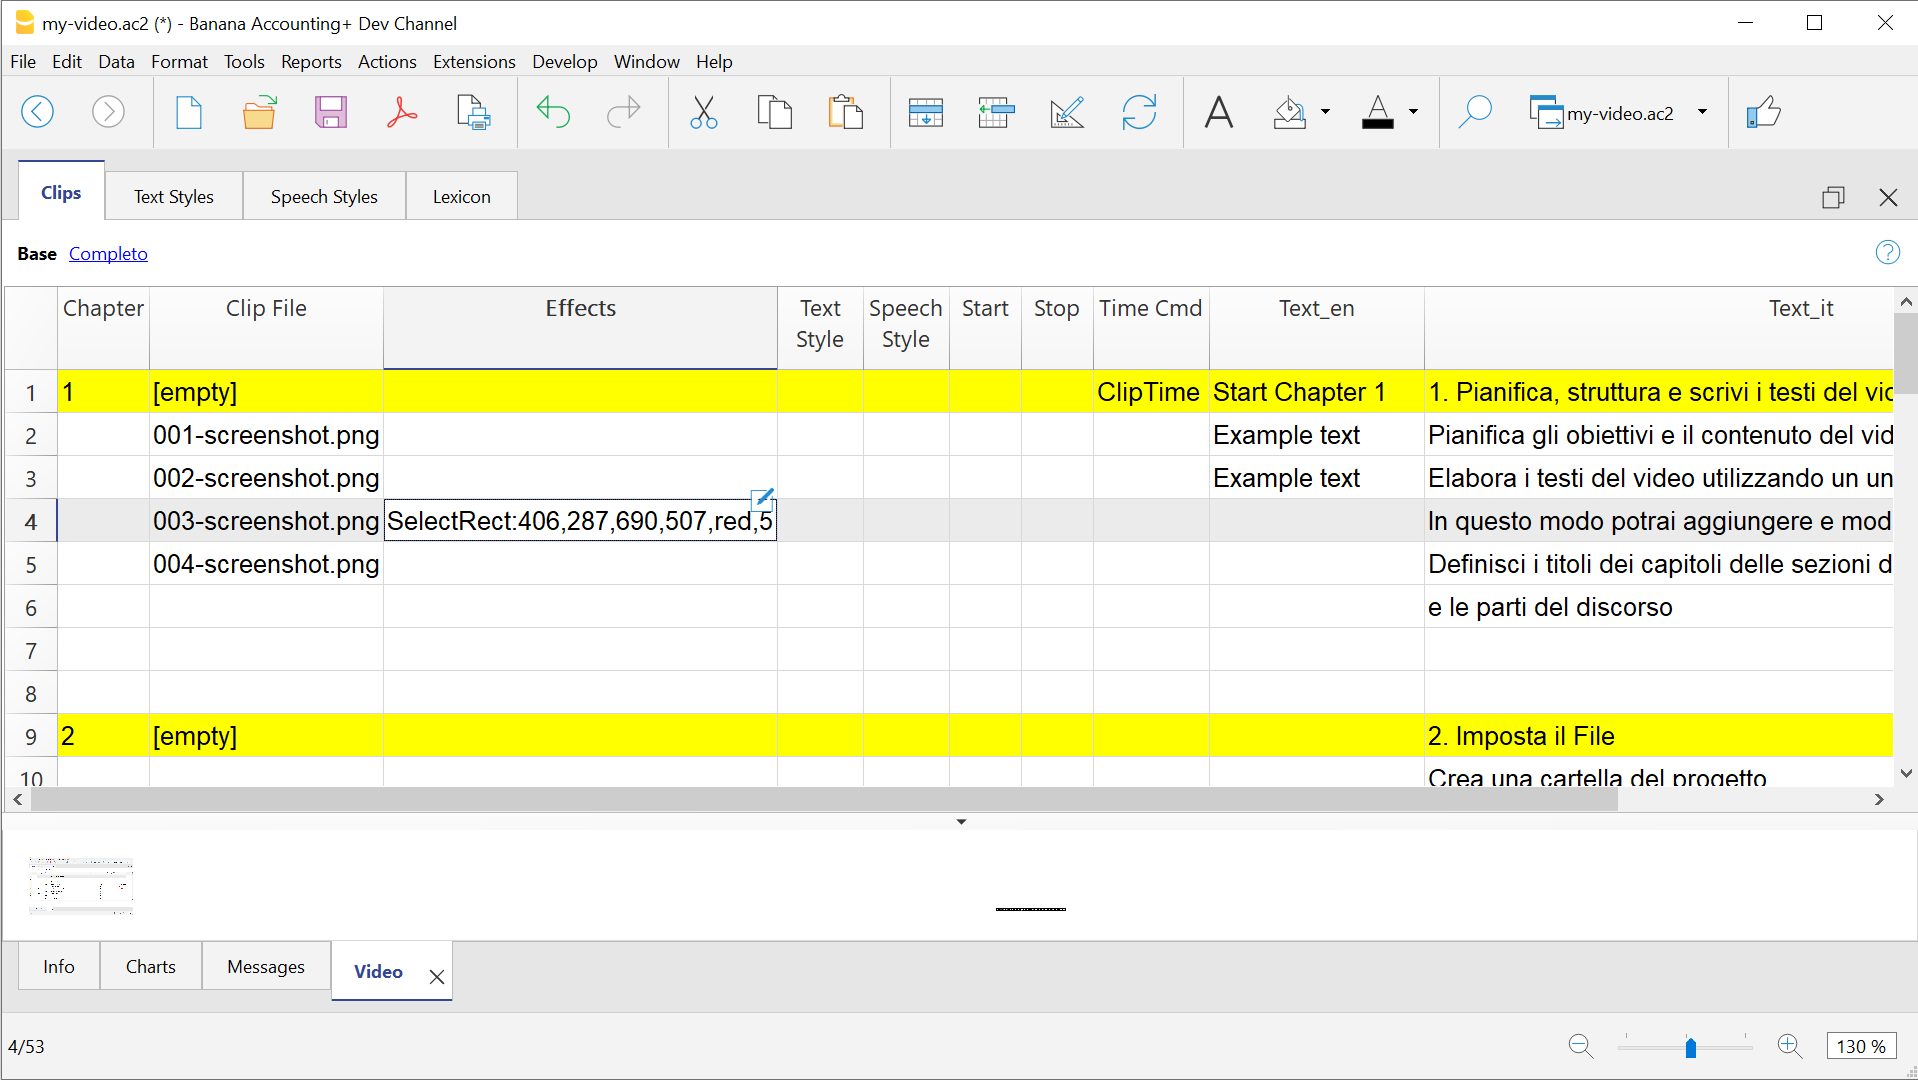 my-video.ac2 (*) - Banana Accounting+ Dev Channel
File Edit Data Format Tools Reports Actions Extensions Develop Window Help
my-video.ac2
Clips Text Styles Speech Styles Lexicon
Base Completo
Chapter Clip File Effects Text Style Speech Style Start Stop Time Cmd Text_en Text_it
1 1 [empty] ClipTime Start Chapter 1 1. Pianifica, struttura e scrivi i testi del
2 001-screenshot.png Example text Pianifica gli obiettivi e il contenuto del
3 002-screenshot.png Example text Elabora i testi del video utilizzando un
4 003-screenshot.png SelectRect:406,287,690,507,red,5 In questo modo potrai aggiungere e
5 004-screenshot.png Definisci i titoli dei capitoli delle sezioni
6 e le parti del discorso
7
8
9 2 [empty] 2. Imposta il File
10 Crea una cartella del progetto
Info Charts Messages Video
4/53
130 %